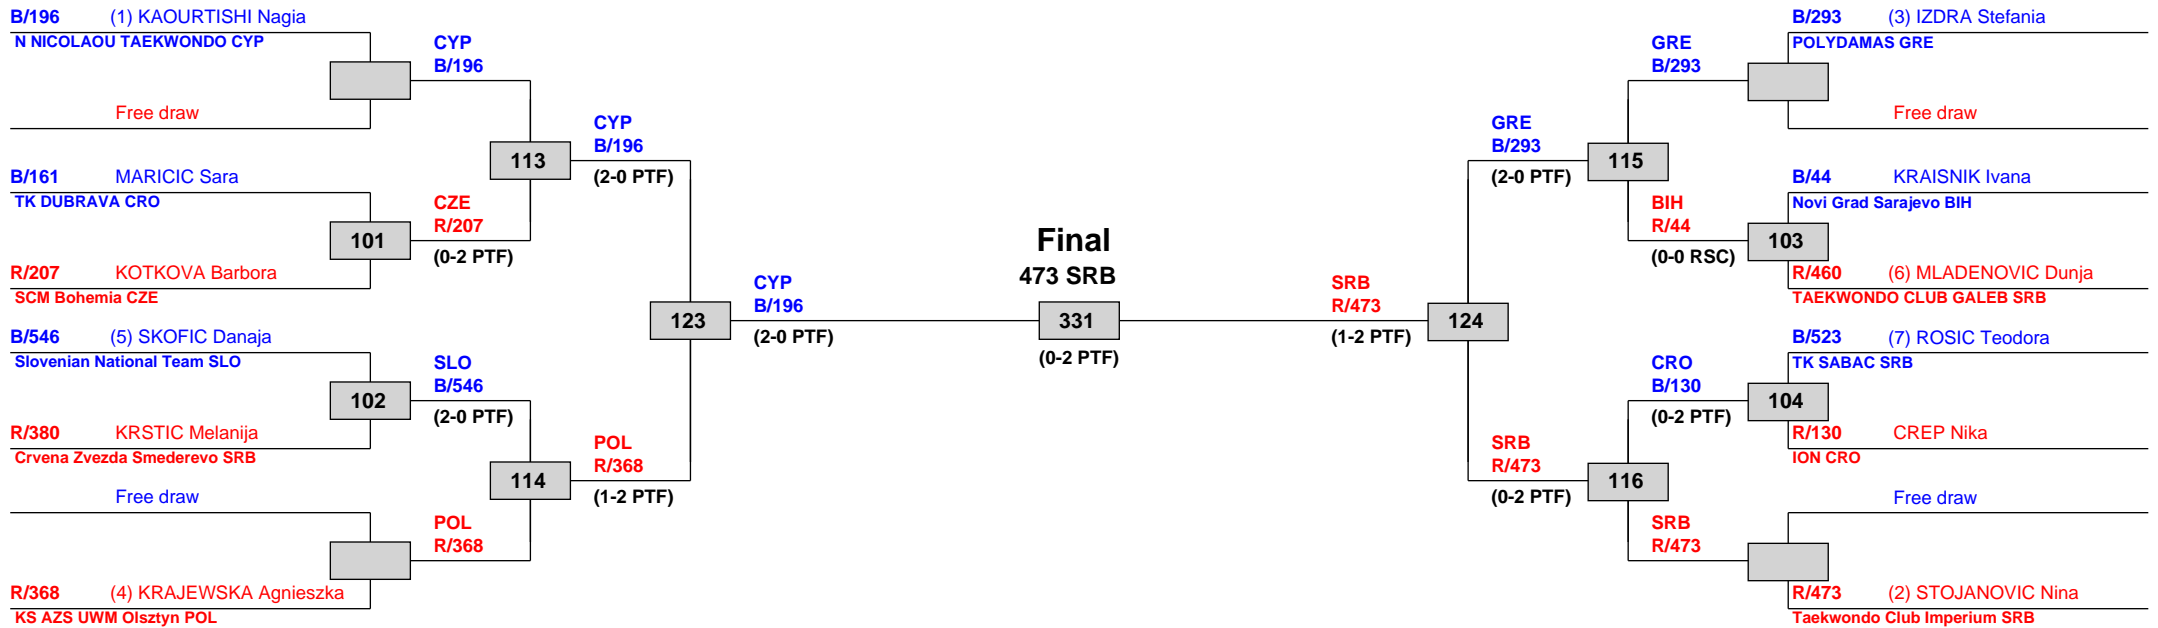 B/196 (1) KAOURTISHI Nagia
N NICOLAOU TAEKWONDO CYP
Free draw
B/161 MARICIC Sara
TK DUBRAVA CRO
R/207 KOTKOVA Barbora
SCM Bohemia CZE
B/546 (5) SKOFIC Danaja
Slovenian National Team SLO
R/380 KRSTIC Melanija
Crvena Zvezda Smederevo SRB
Free draw
R/368 (4) KRAJEWSKA Agnieszka
KS AZS UWM Olsztyn POL
101
102
CYP
B/196
CZE
R/207
(0-2 PTF)
SLO
B/546
(2-0 PTF)
POL
R/368
113
114
CYP
B/196
(2-0 PTF)
POL
R/368
(1-2 PTF)
123
CYP
B/196
(2-0 PTF)
Final
473 SRB
331
(0-2 PTF)
SRB
R/473
(1-2 PTF)
124
GRE
B/293
(2-0 PTF)
SRB
R/473
(0-2 PTF)
115
116
GRE
B/293
BIH
R/44
(0-0 RSC)
CRO
B/130
(0-2 PTF)
SRB
R/473
103
104
B/293 (3) IZDRA Stefania
POLYDAMAS GRE
Free draw
B/44 KRAISNIK Ivana
Novi Grad Sarajevo BIH
R/460 (6) MLADENOVIC Dunja
TAEKWONDO CLUB GALEB SRB
B/523 (7) ROSIC Teodora
TK SABAC SRB
R/130 CREP Nika
ION CRO
Free draw
R/473 (2) STOJANOVIC Nina
Taekwondo Club Imperium SRB